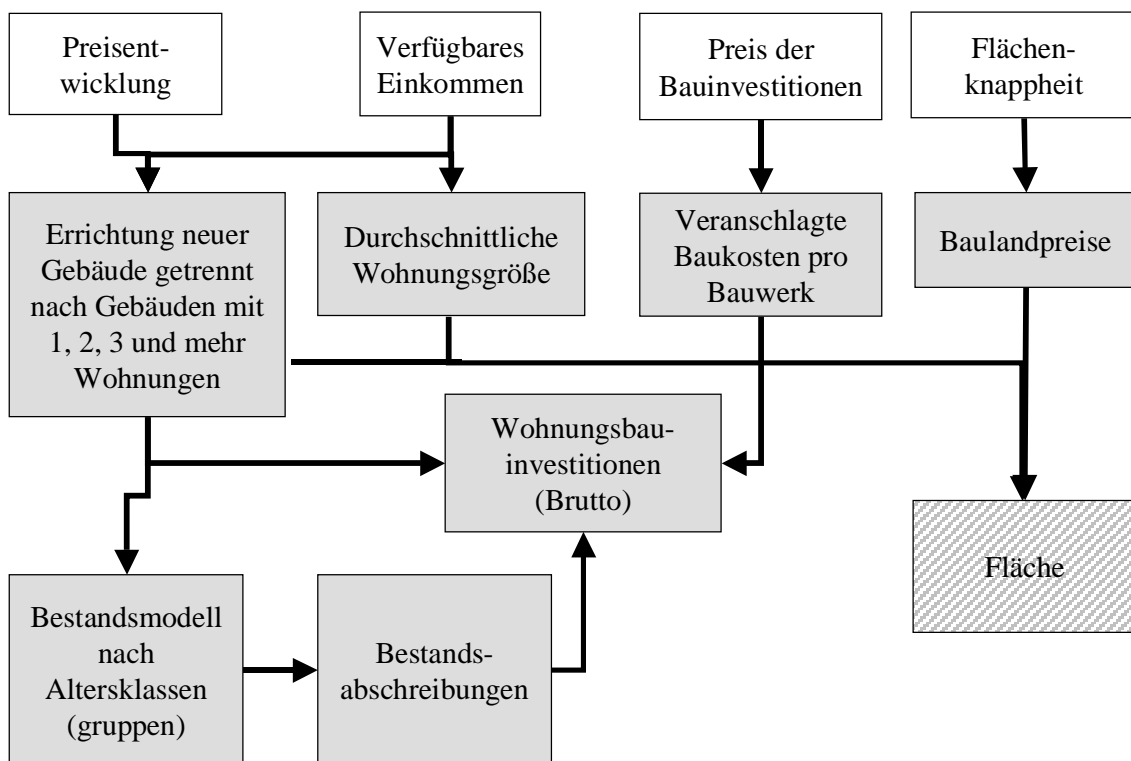 Preisent-
wicklung
Verfügbares
Einkommen
Preis der
Bauinvestitionen
Flächen-
knappheit
Errichtung neuer
Gebäude getrennt
nach Gebäuden mit
1, 2, 3 und mehr
Wohnungen
Durchschnittliche
Wohnungsgröße
Veranschlagte
Baukosten pro
Bauwerk
Baulandpreise
Wohnungsbau-
investitionen
(Brutto)
Fläche
Bestandsmodell
nach
Altersklassen
(gruppen)
Bestands-
abschreibungen